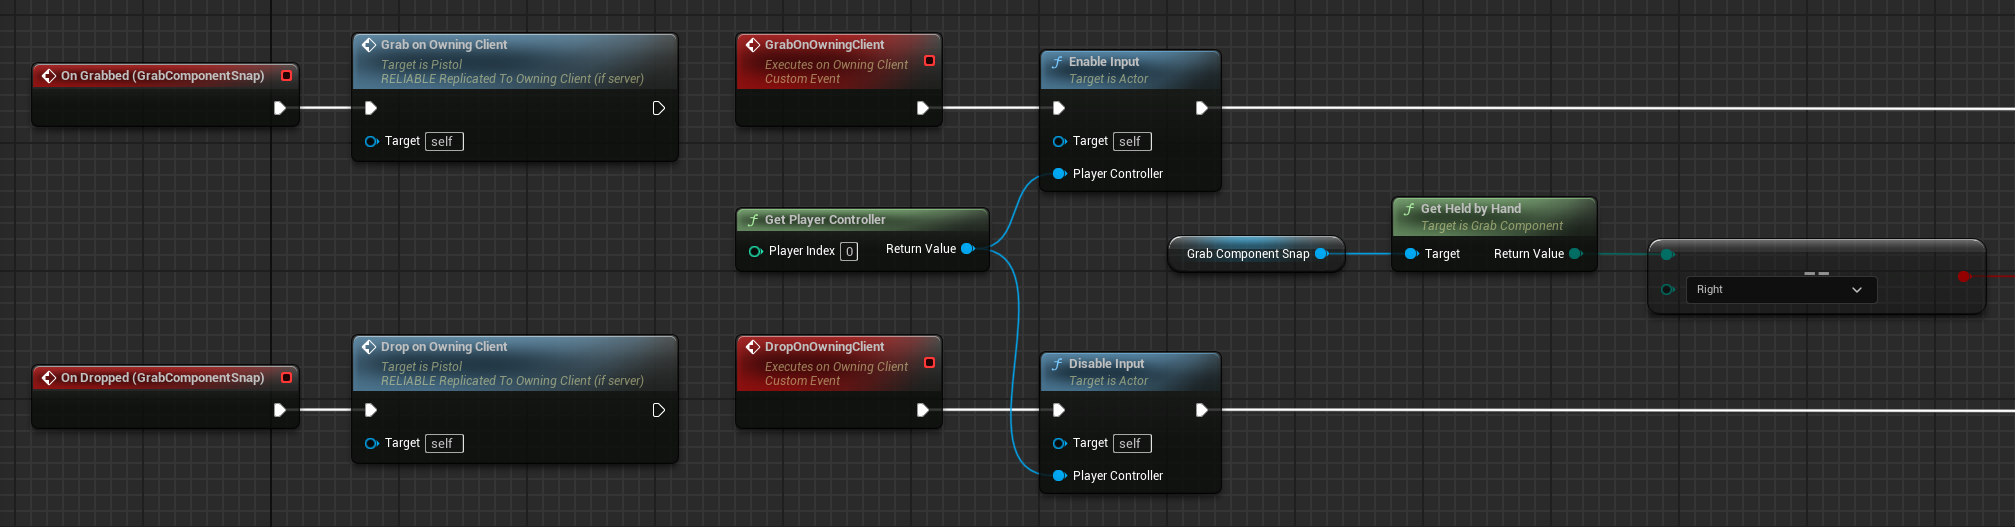 On Grabbed (GrabComponentSnap)
Grab on Owning Client
Target is Pistol
RELIABLE Replicated To Owning Client (if server)
Target self
GrabOnOwningClient
Executes on Owning Client
Custom Event
Enable Input
Target is Actor
Target self
Player Controller
Get Player Controller
Player Index 0
Return Value
Grab Component Snap
Get Held by Hand
Target is Grab Component
Target
Return Value
==
Right
On Dropped (GrabComponentSnap)
Drop on Owning Client
Target is Pistol
RELIABLE Replicated To Owning Client (if server)
Target self
DropOnOwningClient
Executes on Owning Client
Custom Event
Disable Input
Target is Actor
Target self
Player Controller